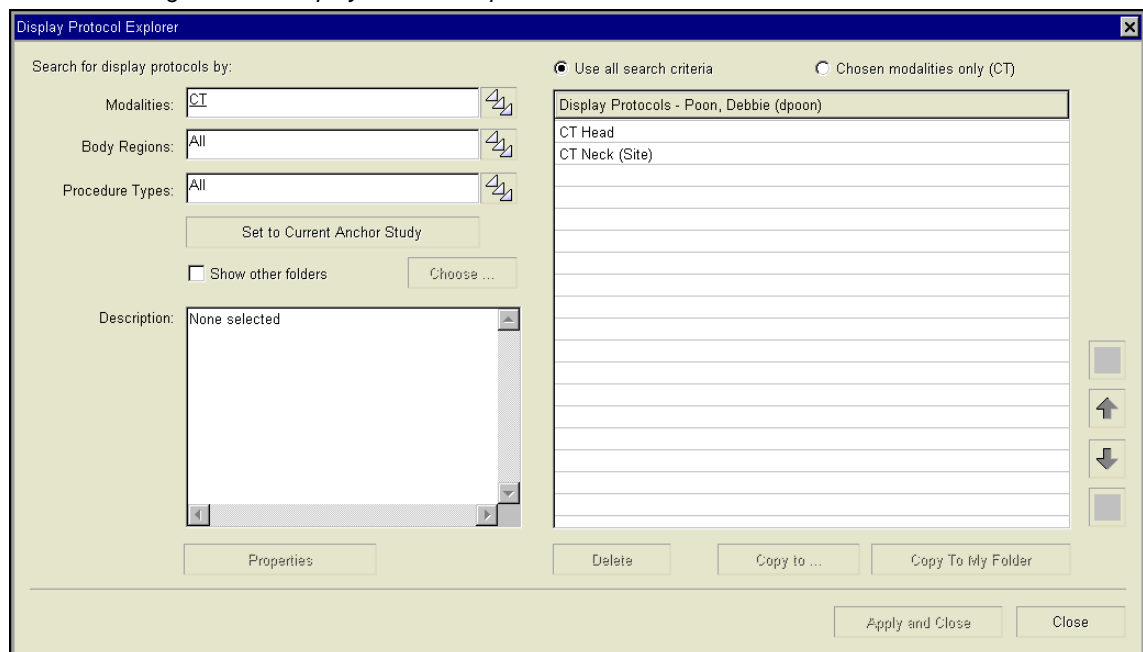 Display Protocol Explorer
Search for display protocols by:
Use all search criteria
Chosen modalities only (CT)
Modalities:
CT
Body Regions:
All
Procedure Types:
All
Set to Current Anchor Study
Show other folders
Choose ...
Description:
None selected
Properties
Display Protocols - Poon, Debbie (dpoon)
CT Head
CT Neck (Site)
Delete
Copy to ...
Copy To My Folder
Apply and Close
Close